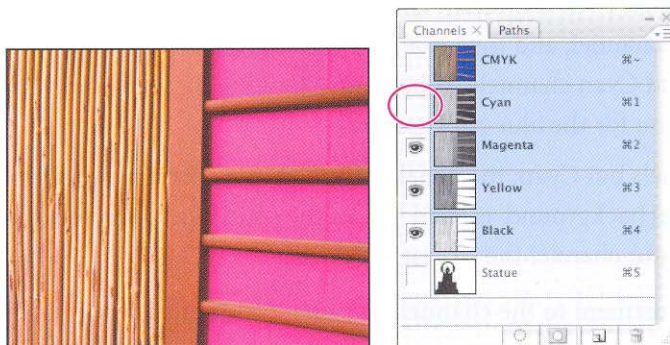 Channels × Paths
CMYK ⌘~
Cyan ⌘1
Magenta ⌘2
Yellow ⌘3
Black ⌘4
Statue ⌘5